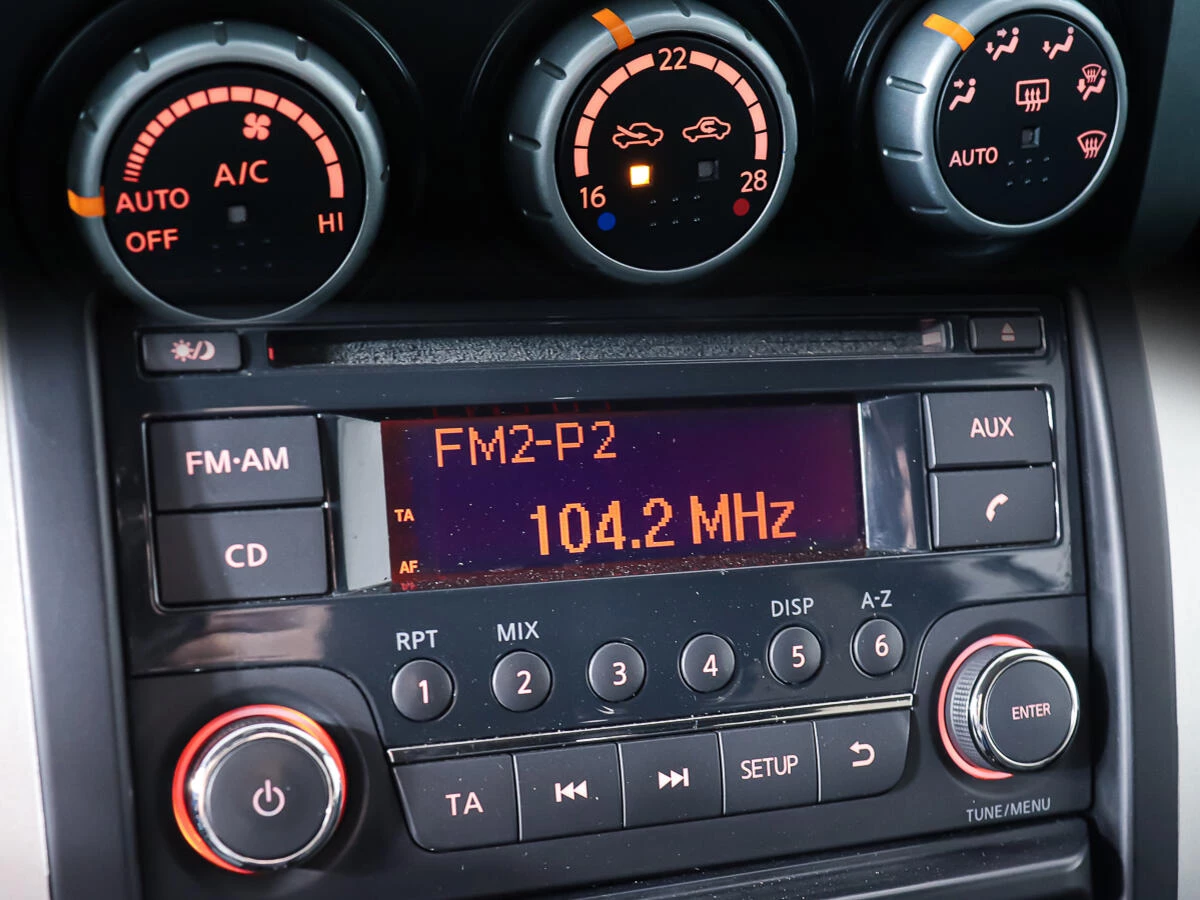 A/C
AUTO
OFF
HI
22
16
28
AUTO
FM·AM
CD
FM2-P2
TA
104.2 MHz
AF
AUX
RPT
MIX
DISP
A-Z
1
2
3
4
5
6
TA
SETUP
ENTER
TUNE/MENU